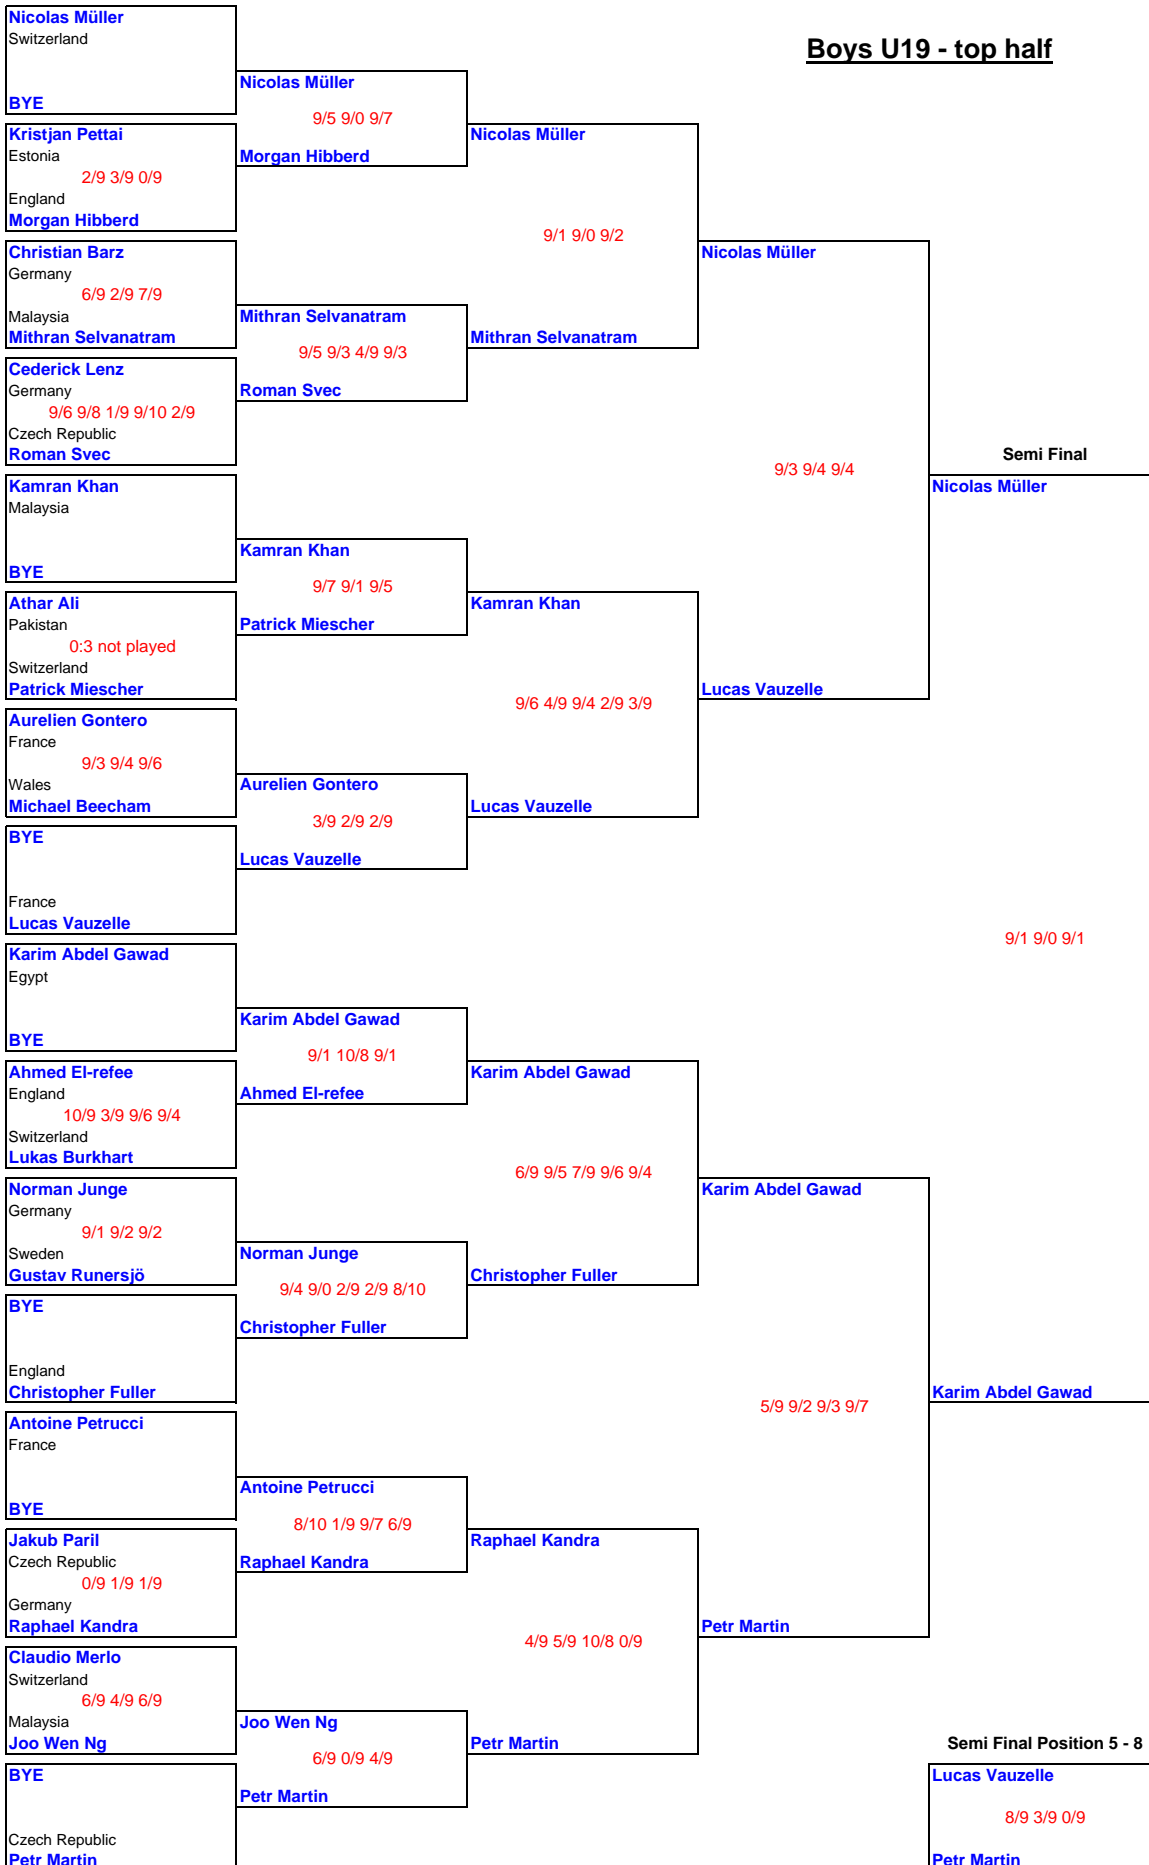 Boys U19 - top half
Nicolas Müller
Switzerland
BYE
Kristjan Pettai
Estonia
2/9 3/9 0/9
England
Morgan Hibberd
Christian Barz
Germany
6/9 2/9 7/9
Malaysia
Mithran Selvanatram
Cederick Lenz
Germany
9/6 9/8 1/9 9/10 2/9
Czech Republic
Roman Svec
Kamran Khan
Malaysia
BYE
Athar Ali
Pakistan
0:3 not played
Switzerland
Patrick Miescher
Aurelien Gontero
France
9/3 9/4 9/6
Wales
Michael Beecham
BYE
France
Lucas Vauzelle
Karim Abdel Gawad
Egypt
BYE
Ahmed El-refee
England
10/9 3/9 9/6 9/4
Switzerland
Lukas Burkhart
Norman Junge
Germany
9/1 9/2 9/2
Sweden
Gustav Runersjö
BYE
England
Christopher Fuller
Antoine Petrucci
France
BYE
Jakub Paril
Czech Republic
0/9 1/9 1/9
Germany
Raphael Kandra
Claudio Merlo
Switzerland
6/9 4/9 6/9
Malaysia
Joo Wen Ng
BYE
Czech Republic
Petr Martin
Nicolas Müller
9/5 9/0 9/7
Morgan Hibberd
Mithran Selvanatram
9/5 9/3 4/9 9/3
Roman Svec
Kamran Khan
9/7 9/1 9/5
Patrick Miescher
Aurelien Gontero
3/9 2/9 2/9
Lucas Vauzelle
Karim Abdel Gawad
9/1 10/8 9/1
Ahmed El-refee
Norman Junge
9/4 9/0 2/9 2/9 8/10
Christopher Fuller
Antoine Petrucci
8/10 1/9 9/7 6/9
Raphael Kandra
Joo Wen Ng
6/9 0/9 4/9
Petr Martin
Nicolas Müller
9/1 9/0 9/2
Mithran Selvanatram
Kamran Khan
9/6 4/9 9/4 2/9 3/9
Lucas Vauzelle
Karim Abdel Gawad
6/9 9/5 7/9 9/6 9/4
Christopher Fuller
Raphael Kandra
4/9 5/9 10/8 0/9
Petr Martin
Nicolas Müller
9/3 9/4 9/4
Lucas Vauzelle
Karim Abdel Gawad
5/9 9/2 9/3 9/7
Petr Martin
Semi Final
Nicolas Müller
9/1 9/0 9/1
Karim Abdel Gawad
Semi Final Position 5 - 8
Lucas Vauzelle
8/9 3/9 0/9
Petr Martin